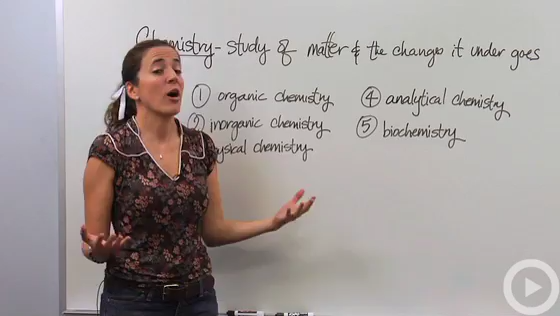 Chemistry - study of matter & the changes it under goes
① organic chemistry
② inorganic chemistry
chemistry
④ analytical chemistry
⑤ biochemistry